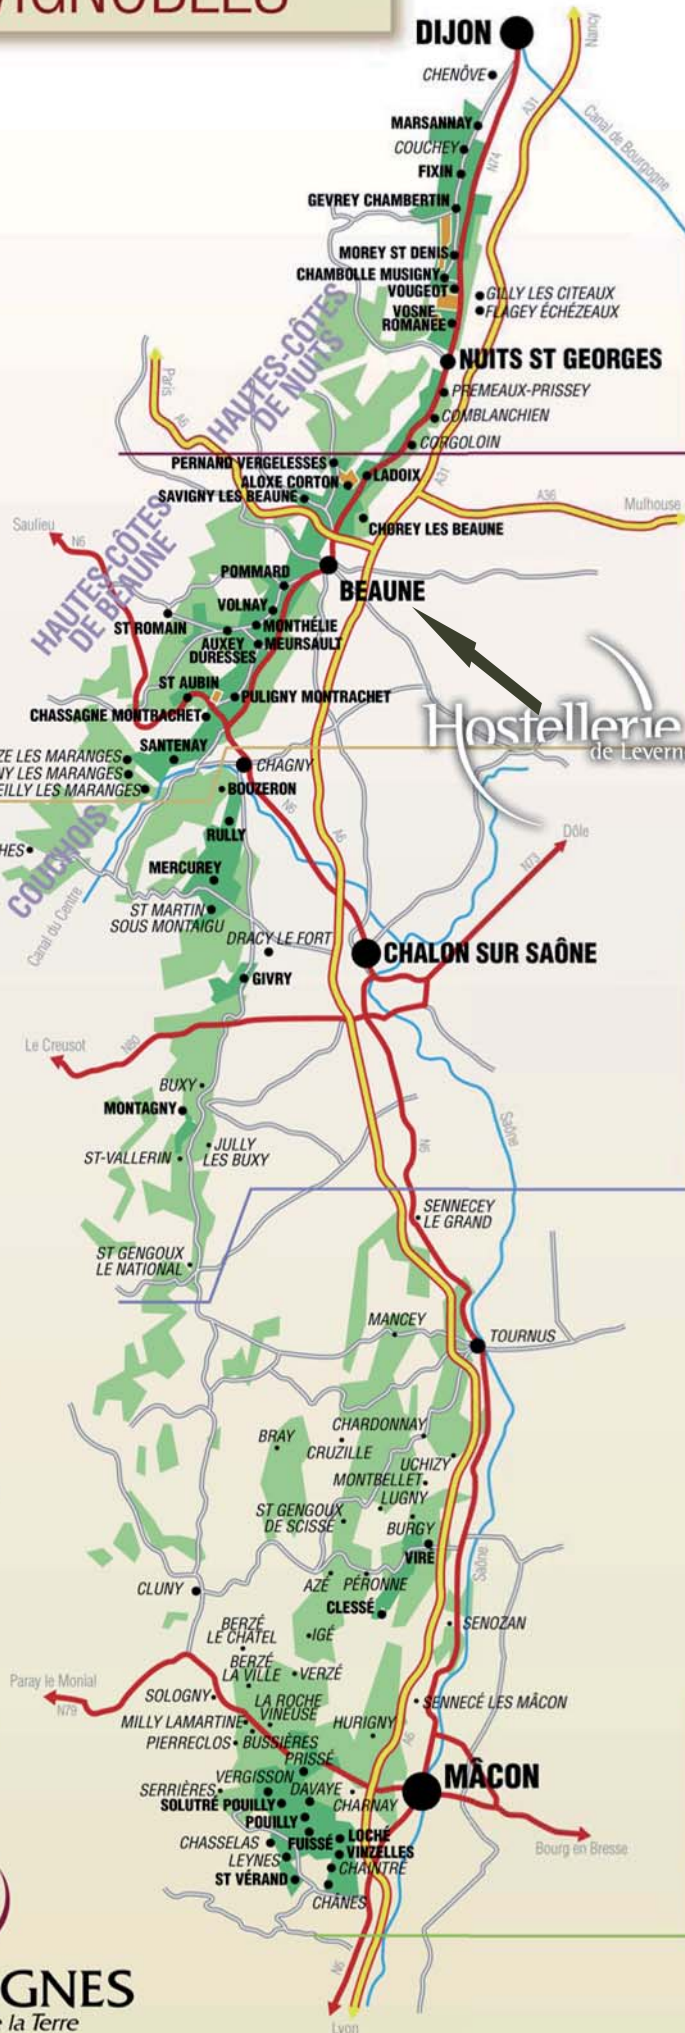 VIGNOBLES
DIJON
Nancy
CHENÔVE
A31
Canal de Bourgogne
MARSANNAY
COUCHEY
N74
FIXIN
GEVREY CHAMBERTIN
MOREY ST DENIS
CHAMBOLLE MUSIGNY
VOUGEOT
GILLY LES CITEAUX
FLAGEY ÉCHÉZEAUX
VOSNE
ROMANÉE
HAUTES-CÔTES
DE NUITS
NUITS ST GEORGES
Paris
A6
PREMEAUX-PRISSEY
COMBLANCHIEN
CORGOLOIN
PERNAND VERGELESSES
LADOIX
ALOXE CORTON
SAVIGNY LES BEAUNE
A31
A36
Mulhouse
CHOREY LES BEAUNE
Saulieu
N6
HAUTES-CÔTES
DE BEAUNE
POMMARD
BEAUNE
VOLNAY
ST ROMAIN
MONTHÉLIE
AUXEY
DURESSES
MEURSAULT
ST AUBIN
PULIGNY MONTRACHET
CHASSAGNE MONTRACHET
Hostellerie
de Levern
SANTENAY
ZE LES MARANGES
NY LES MARANGES
EILLY LES MARANGES
CHAGNY
BOUZERON
N6
A6
RULLY
Dôle
N73
COUCHOIS
HES
MERCUREY
Canal du Centre
ST MARTIN
SOUS MONTAIGU
DRACY LE FORT
CHALON SUR SAÔNE
GIVRY
Le Creusot
N80
BUXY
MONTAGNY
Saône
N6
JULLY
LES BUXY
ST-VALLERIN
SENNECEY
LE GRAND
ST GENGOUX
LE NATIONAL
MANCEY
TOURNUS
CHARDONNAY
BRAY
CRUZILLE
UCHIZY
MONTBELLET
LUGNY
ST GENGOUX
DE SCISSÉ
BURGY
VIRÉ
Saône
CLUNY
AZÉ
PÉRONNE
CLESSÉ
BERZÉ
LE CHÂTEL
IGÉ
SENOZAN
BERZÉ
LA VILLE
VERZÉ
Paray le Monial
N79
SOLOGNY
LA ROCHE
VINEUSE
SENNECÉ LES MÂCON
MILLY LAMARTINE
HURIGNY
A6
PIERRECLOS
BUSSIÈRES
PRISSÉ
VERGISSON
MÂCON
SERRIÈRES
DAVAYE
SOLUTRÉ POUILLY
CHARNAY
POUILLY
LOCHÉ
CHASSELAS
FUISSÉ
VINZELLES
Bourg en Bresse
LEYNES
CHAINTRÉ
ST VÉRAND
CHÂNES
GNES
e la Terre
N6
Lyon